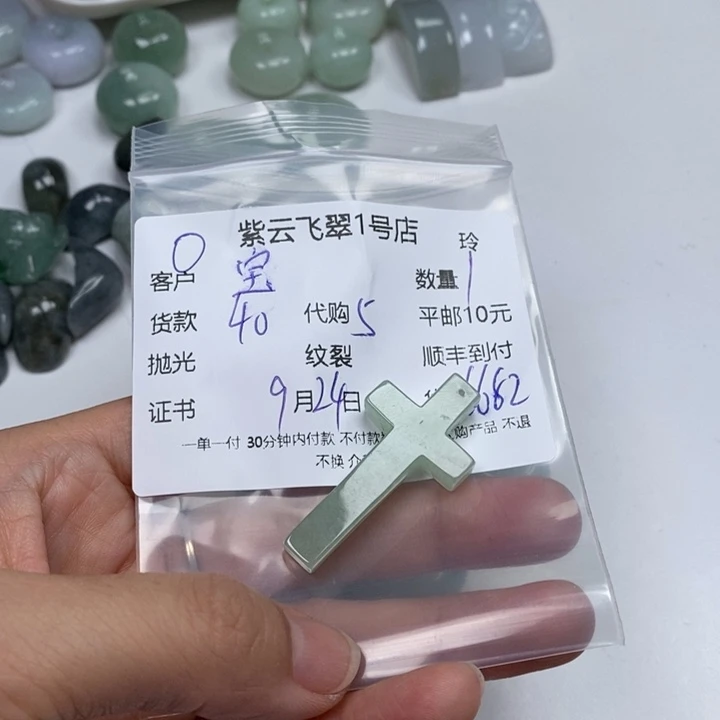 紫云飞翠1号店 玲
客户 宝 数量 1
货款 40 代购 5 平邮10元
抛光 纹裂 顺丰到付
证书 9月24日
一单一付 30分钟内付款 不付款 购产品 不退
不换